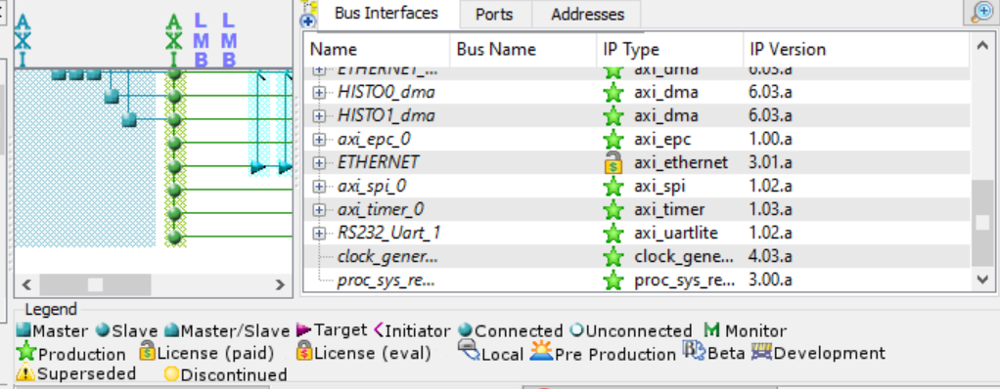 AXI LMB LMB
AXI
Bus Interfaces Ports Addresses
Name Bus Name IP Type IP Version
ETHERNET_... axi_dma 6.03.a
HISTO0_dma axi_dma 6.03.a
HISTO1_dma axi_dma 6.03.a
axi_epc_0 axi_epc 1.00.a
ETHERNET axi_ethernet 3.01.a
axi_spi_0 axi_spi 1.02.a
axi_timer_0 axi_timer 1.03.a
RS232_Uart_1 axi_uartlite 1.02.a
clock_gener... clock_gene... 4.03.a
proc_sys_re... proc_sys_re... 3.00.a
Legend
Master Slave Master/Slave Target Initiator Connected Unconnected M Monitor
Production License (paid) License (eval) Local Pre Production Beta Development
Superseded Discontinued